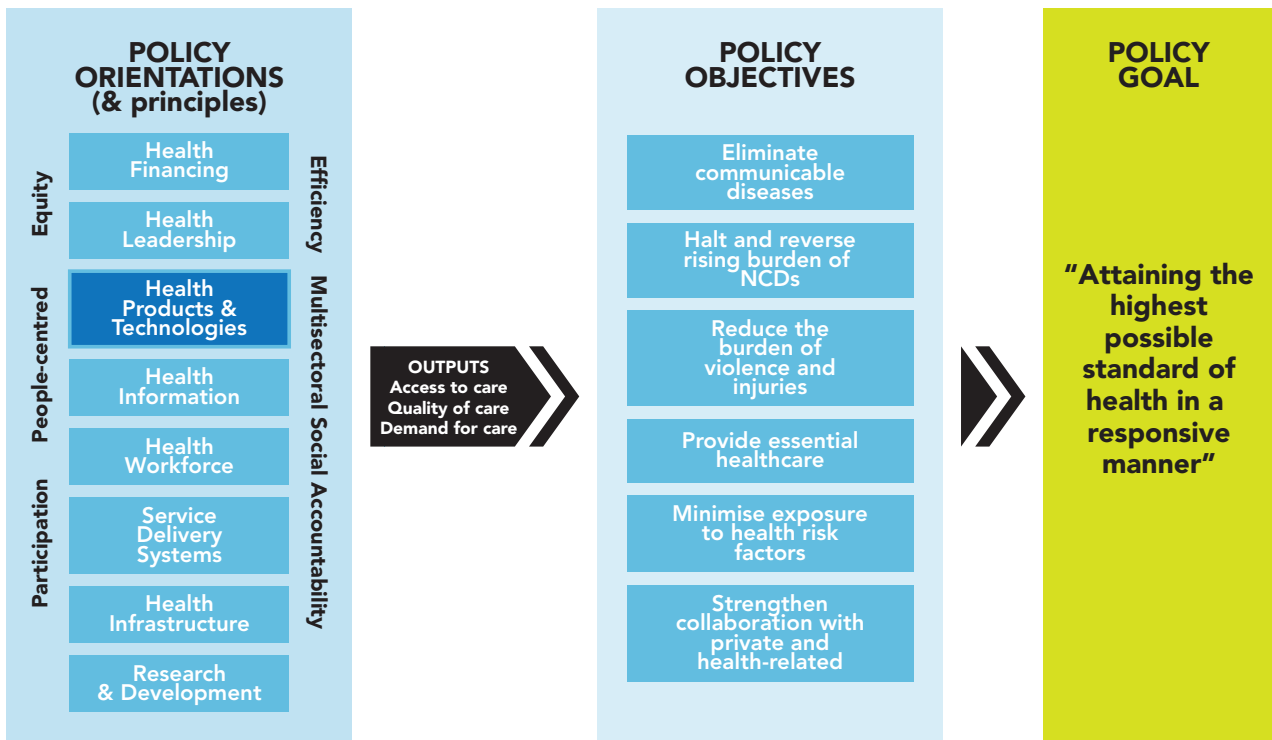 POLICY
ORIENTATIONS
(& principles)
Equity
People-centred
Participation
Health
Financing
Health
Leadership
Health
Products &
Technologies
Health
Information
Health
Workforce
Service
Delivery
Systems
Health
Infrastructure
Research
& Development
Efficiency
Multisectoral Social Accountability
OUTPUTS
Access to care
Quality of care
Demand for care
POLICY
OBJECTIVES
Eliminate
communicable
diseases
Halt and reverse
rising burden of
NCDs
Reduce the
burden of
violence and
injuries
Provide essential
healthcare
Minimise exposure
to health risk
factors
Strengthen
collaboration with
private and
health-related
POLICY
GOAL
“Attaining the
highest
possible
standard of
health in a
responsive
manner”